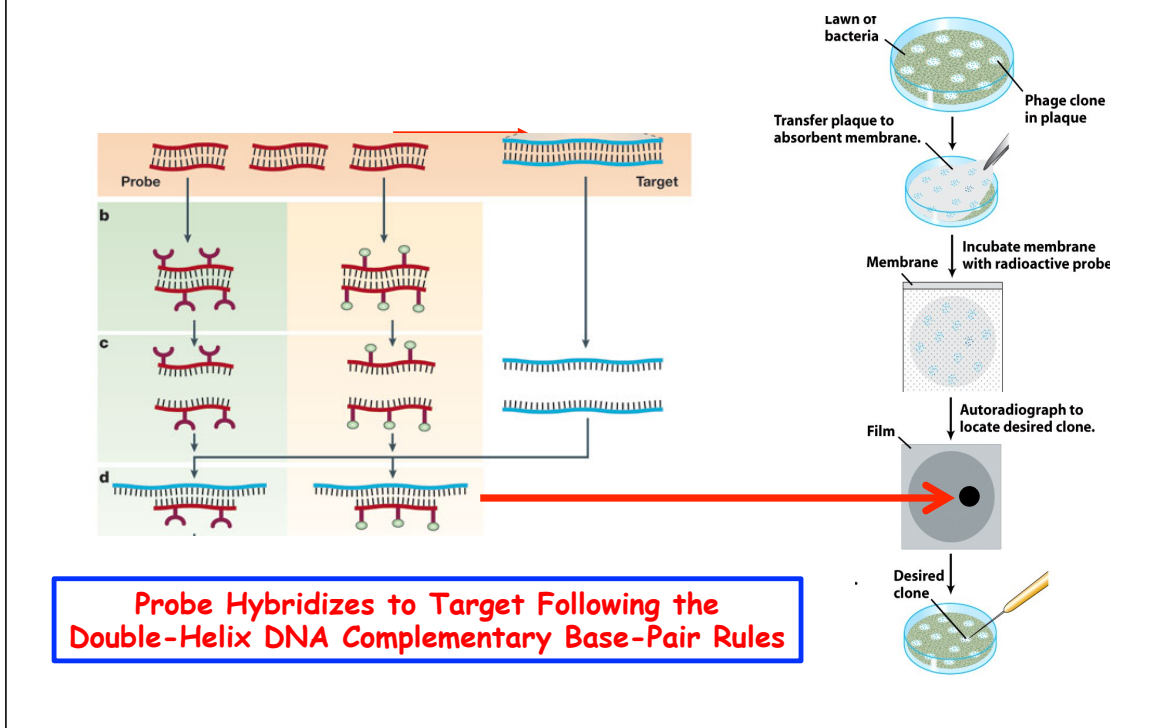 Probe
Target
b
c
d
Probe Hybridizes to Target Following the
Double-Helix DNA Complementary Base-Pair Rules
Lawn of
bacteria
Phage clone
in plaque
Transfer plaque to
absorbent membrane.
Incubate membrane
with radioactive probe
Membrane
Autoradiograph to
locate desired clone.
Film
Desired
clone